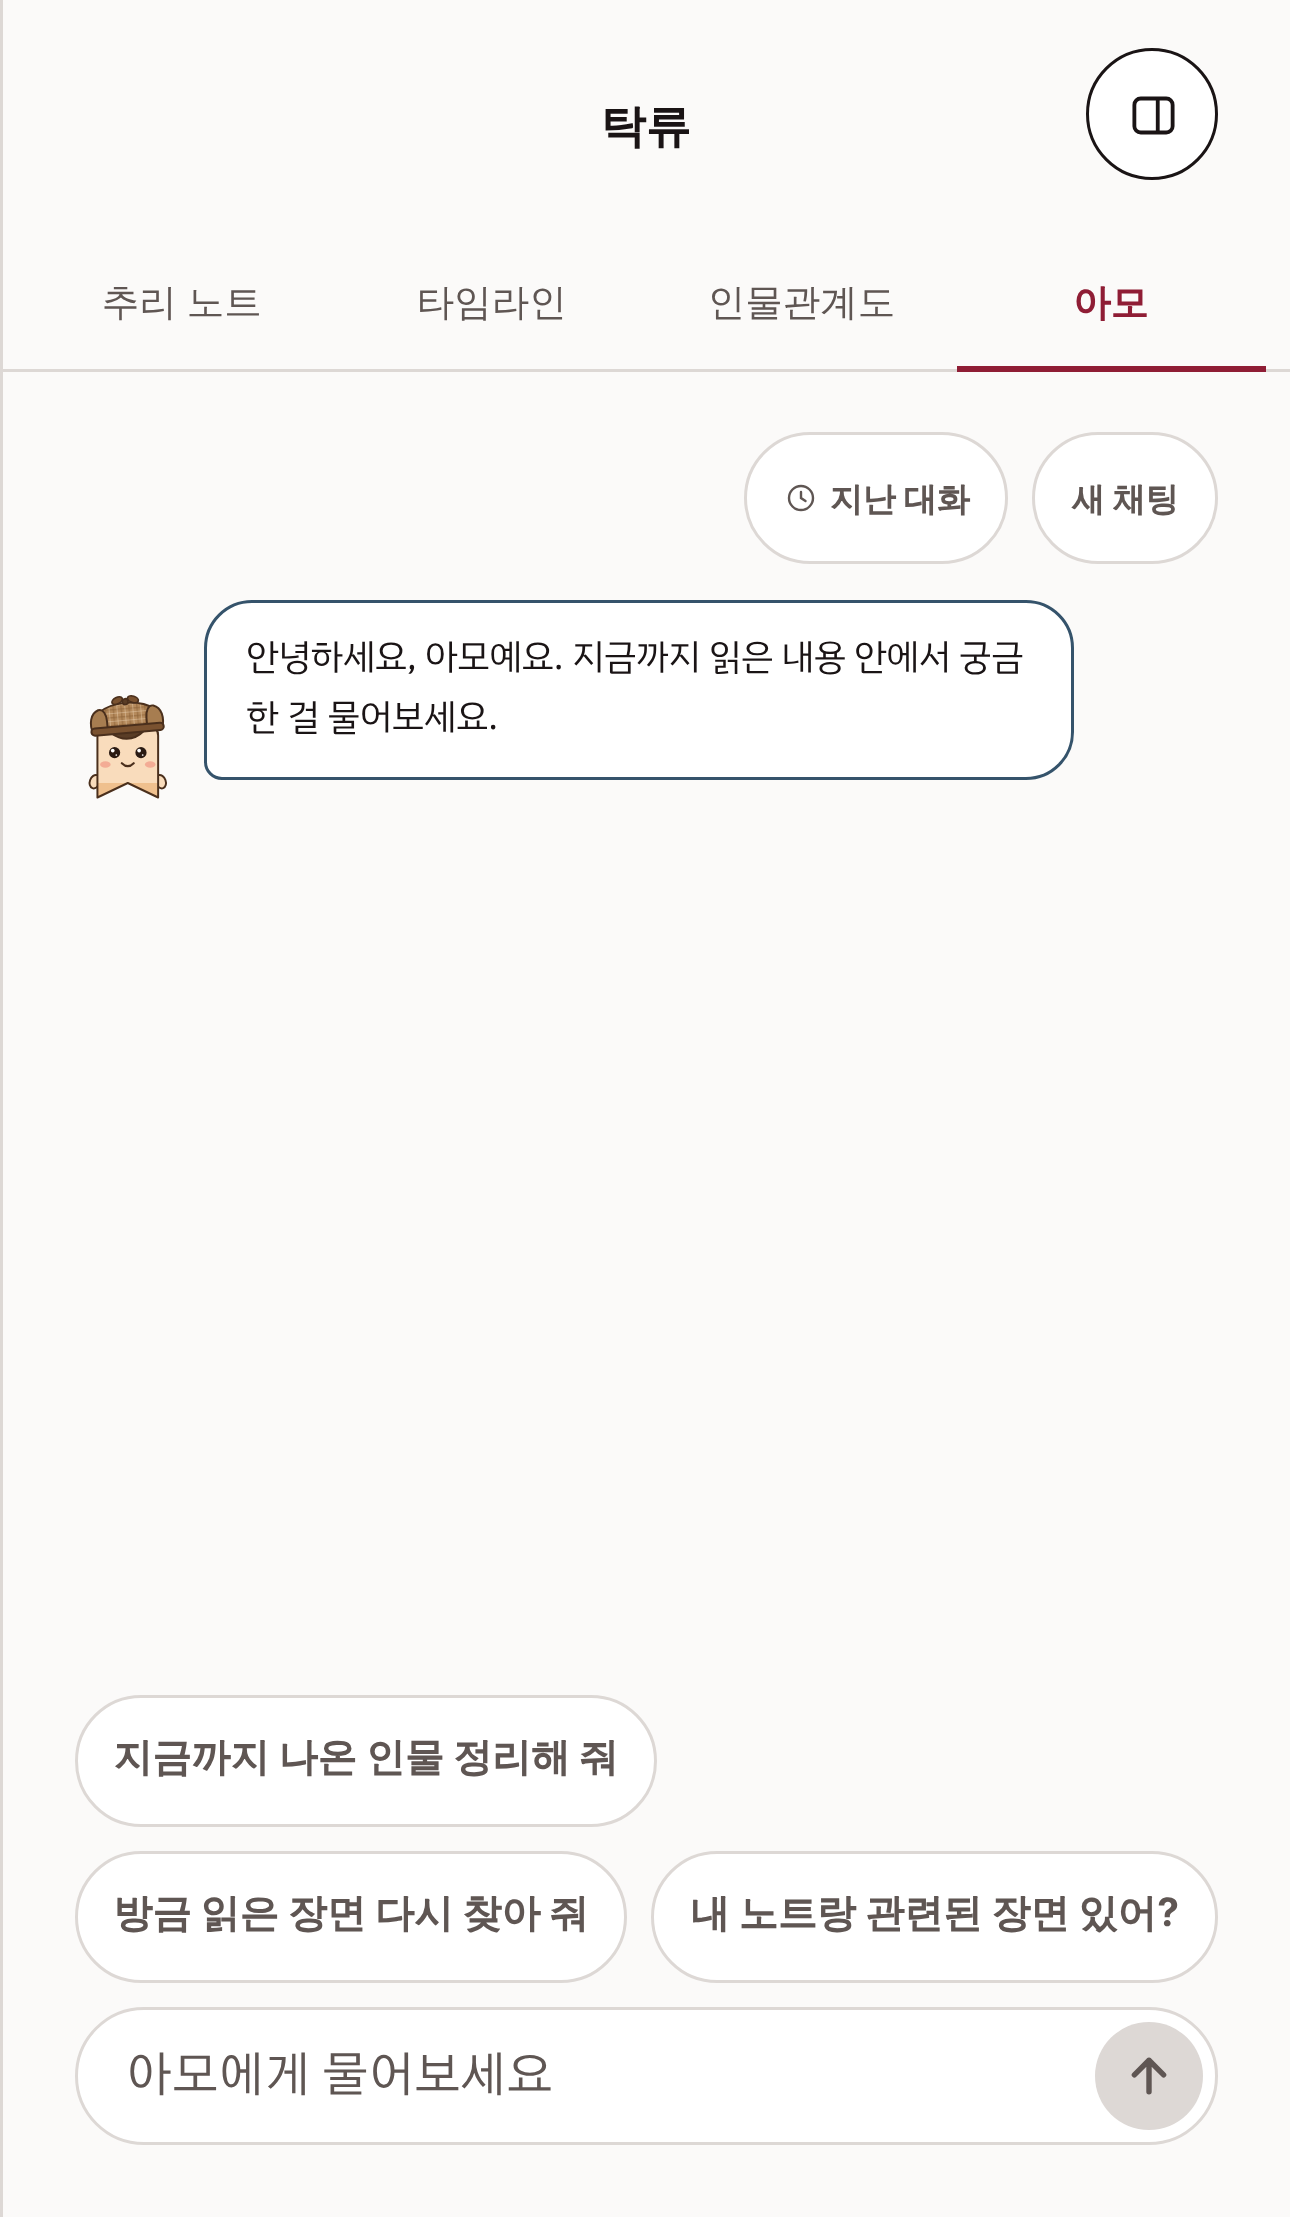 탁류
추리 노트
타임라인
인물관계도
아모
지난 대화
새 채팅
안녕하세요, 아모예요. 지금까지 읽은 내용 안에서 궁금
한 걸 물어보세요.
지금까지 나온 인물 정리해 줘
방금 읽은 장면 다시 찾아 줘
내 노트랑 관련된 장면 있어?
아모에게 물어보세요